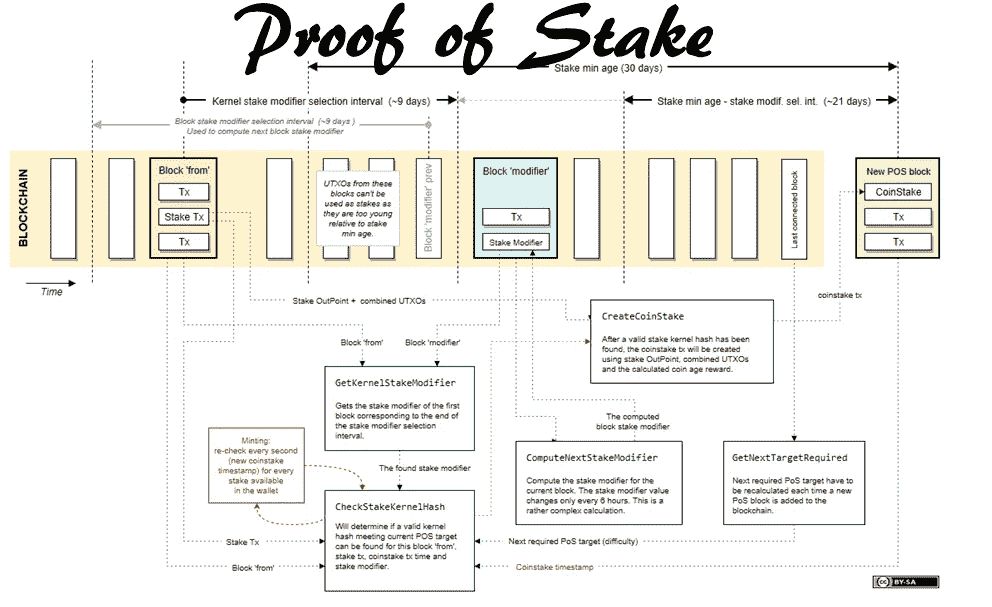 Proof of Stake
Stake min age (30 days)
Kernel stake modifier selection interval (~9 days)
Stake min age - stake modif. sel. int. (~21 days)
Block stake modifier selection interval (~9 days )
Used to compute next block stake modifier
BLOCKCHAIN
Block 'from'
Tx
Stake Tx
Tx
UTXOs from these
blocks can't be
used as stakes as
they are too young
relative to stake
min age.
Block 'modifier' prev
Block 'modifier'
Tx
Stake Modifier
Last connected block
New POS block
CoinStake
Tx
Tx
Time
Stake OutPoint + combined UTXOs
coinstake tx
CreateCoinStake
After a valid stake kernel hash has been
found, the coinstake tx will be created
using stake OutPoint, combined UTXOs
and the calculated coin age reward.
Block 'from'
Block 'modifier'
GetKernelStakeModifier
Gets the stake modifier of the first
block corresponding to the end of
the stake modifier selection
interval.
The computed
block stake modifier
Minting:
re-check every second
(new coinstake
timestamp) for every
stake available
in the wallet
The found stake modifier
ComputeNextStakeModifier
Compute the stake modifier for the
current block. The stake modifier value
changes only every 6 hours. This is a
rather complex calculation.
GetNextTargetRequired
Next required PoS target have to
be recalculated each time a new
PoS block is added to the
blockchain.
CheckStakeKernelHash
Will determine if a valid kernel
hash meeting current POS target
can be found for this block 'from',
stake tx, coinstake tx time and
stake modifier.
Stake Tx
Next required PoS target (difficulty)
Block 'from'
Coinstake timestamp
cc BY-SA